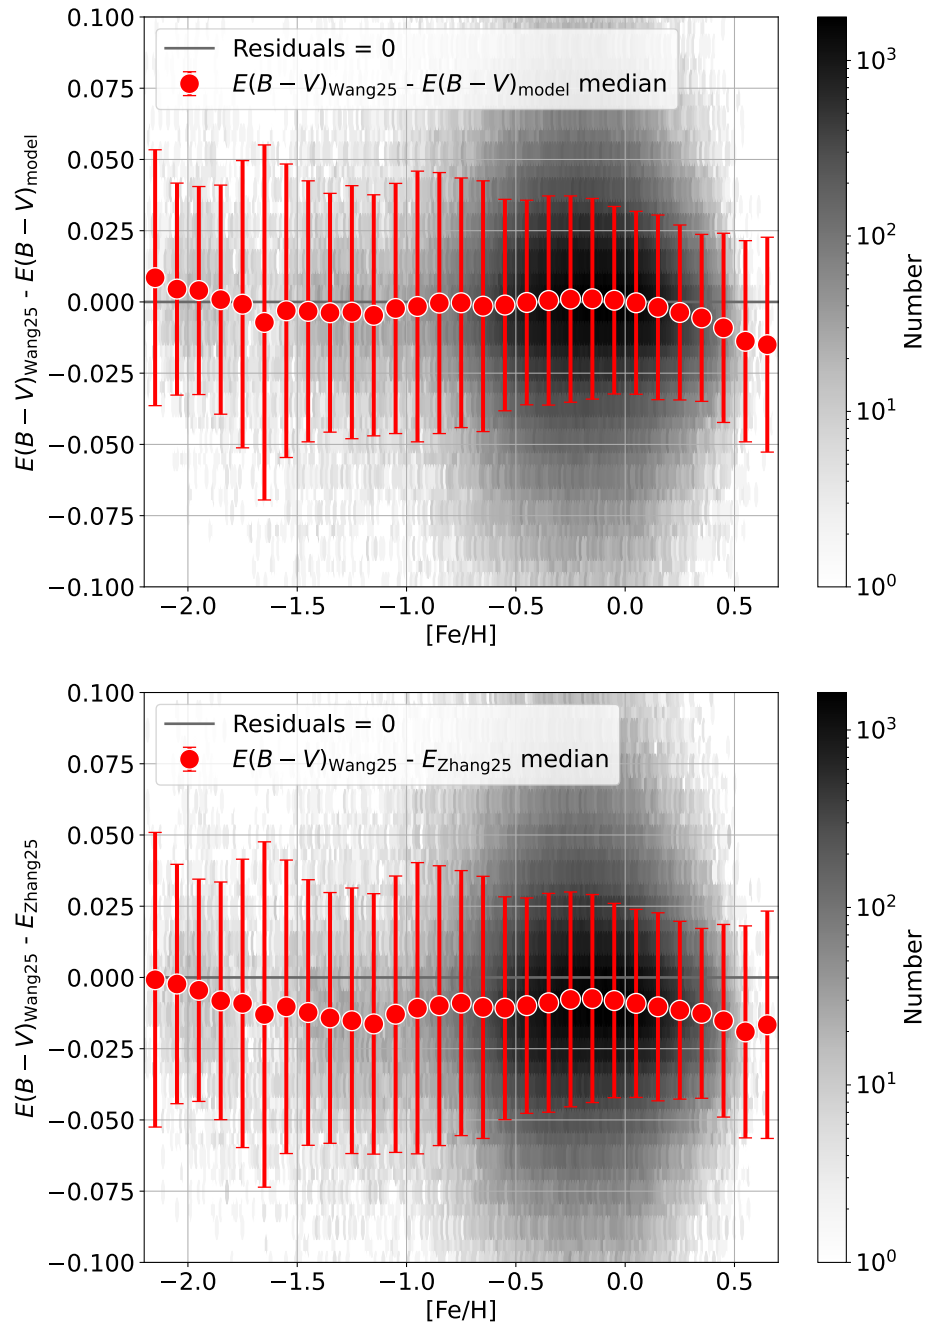 0.100
0.075
0.050
0.025
0.000
−0.025
−0.050
−0.075
−0.100
E(B − V)Wang25 - E(B − V)model
Residuals = 0
E(B − V)Wang25 - E(B − V)model median
−2.0 −1.5 −1.0 −0.5 0.0 0.5
[Fe/H]
10³
10²
10¹
10⁰
Number
0.100
0.075
0.050
0.025
0.000
−0.025
−0.050
−0.075
−0.100
E(B − V)Wang25 - EZhang25
Residuals = 0
E(B − V)Wang25 - EZhang25 median
−2.0 −1.5 −1.0 −0.5 0.0 0.5
[Fe/H]
10³
10²
10¹
10⁰
Number